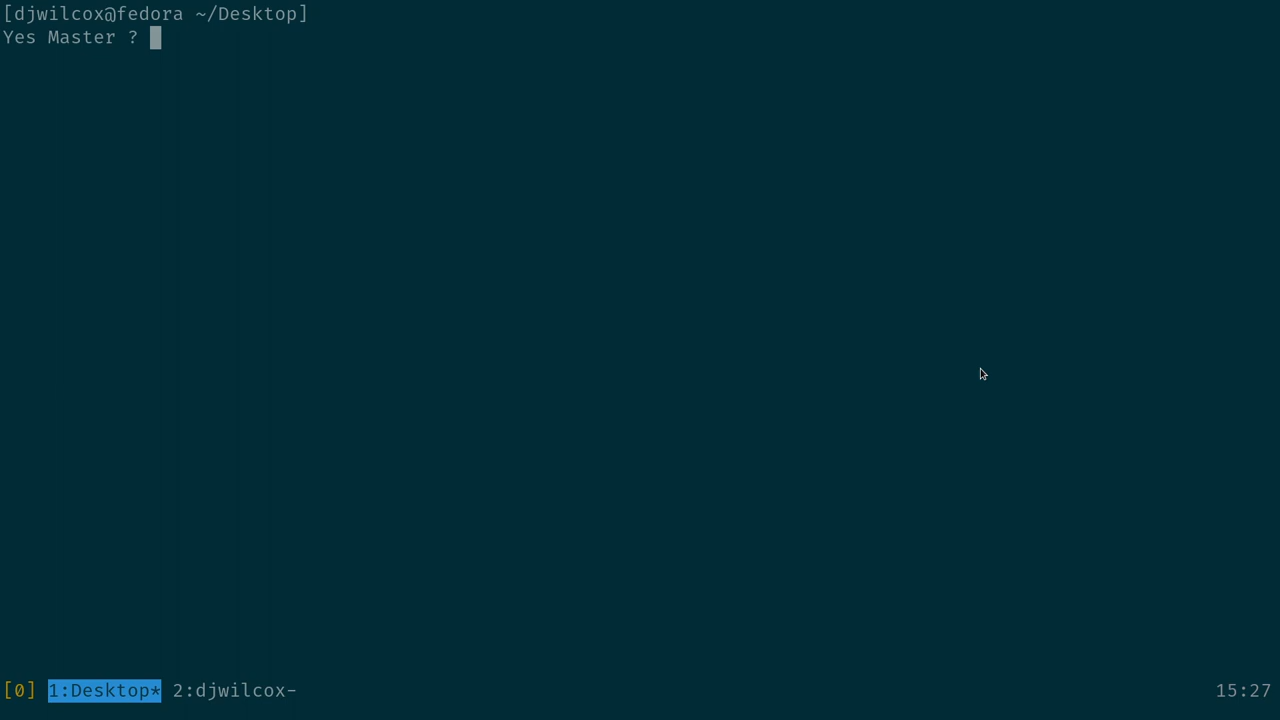 [djwilcox@fedora ~/Desktop]
Yes Master ?
[0] 1:Desktop* 2:djwilcox- 15:27